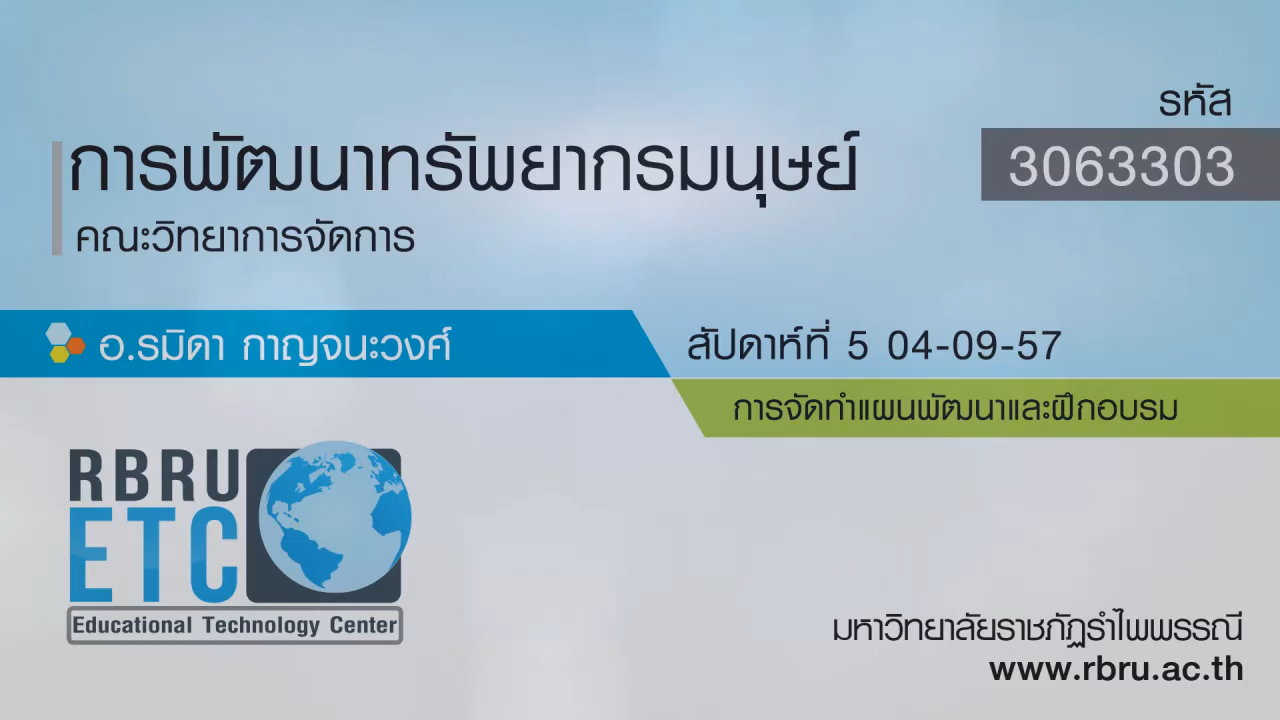 รหัส
การพัฒนาทรัพยากรมนุษย์
3063303
คณะวิทยาการจัดการ
อ.รมิดา กาญจนะวงศ์
สัปดาห์ที่ 5 04-09-57
การจัดทำแผนพัฒนาและฝึกอบรม
RBRU
ETC
Educational Technology Center
มหาวิทยาลัยราชภัฏรำไพพรรณี
www.rbru.ac.th